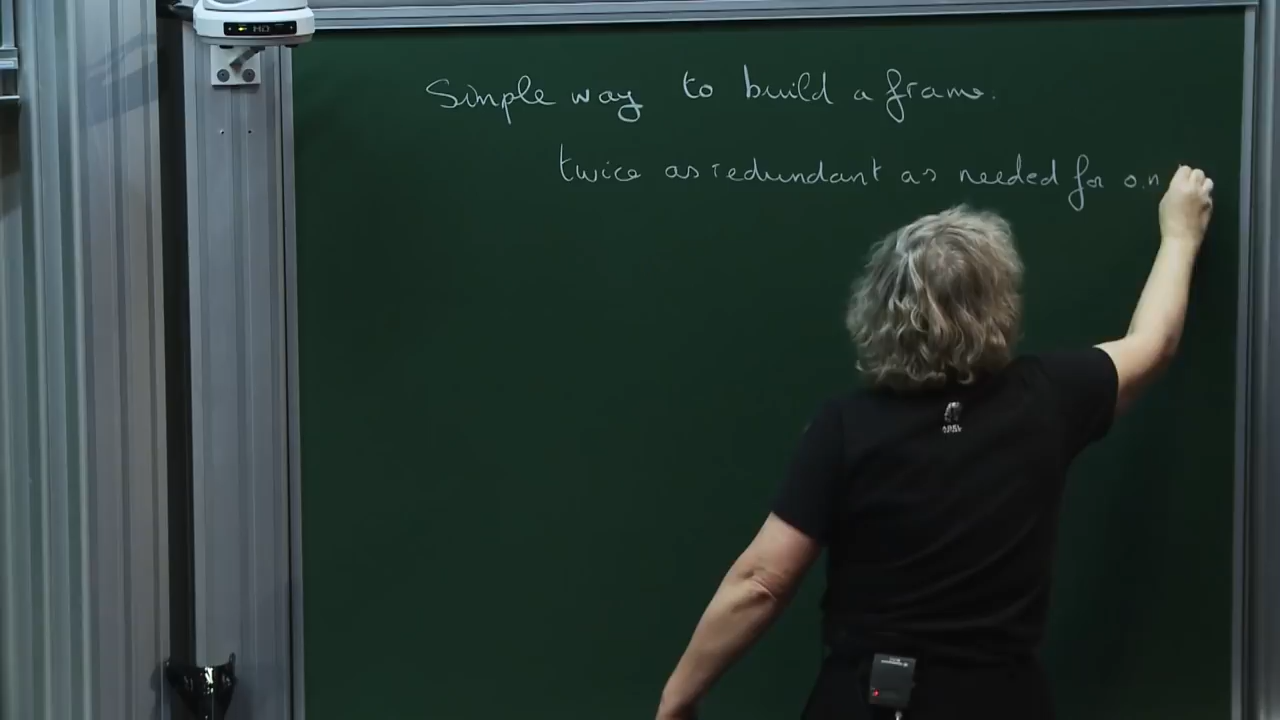 Simple way to build a frame.
twice as redundant as needed for o.n